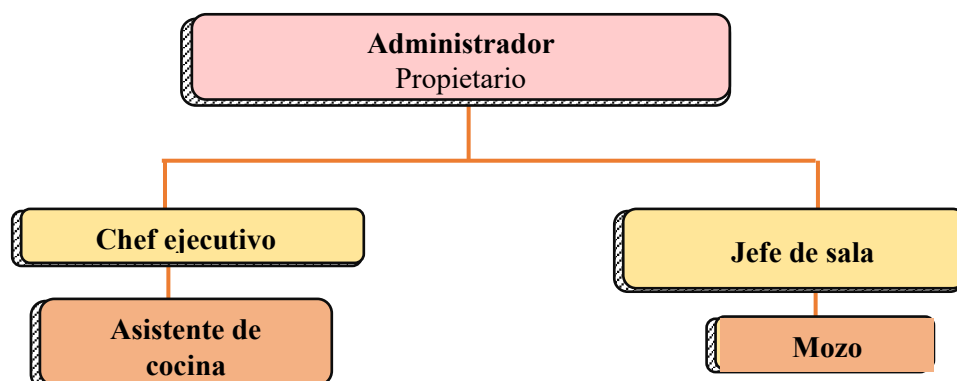 Administrador
Propietario
Chef ejecutivo
Jefe de sala
Asistente de
cocina
Mozo